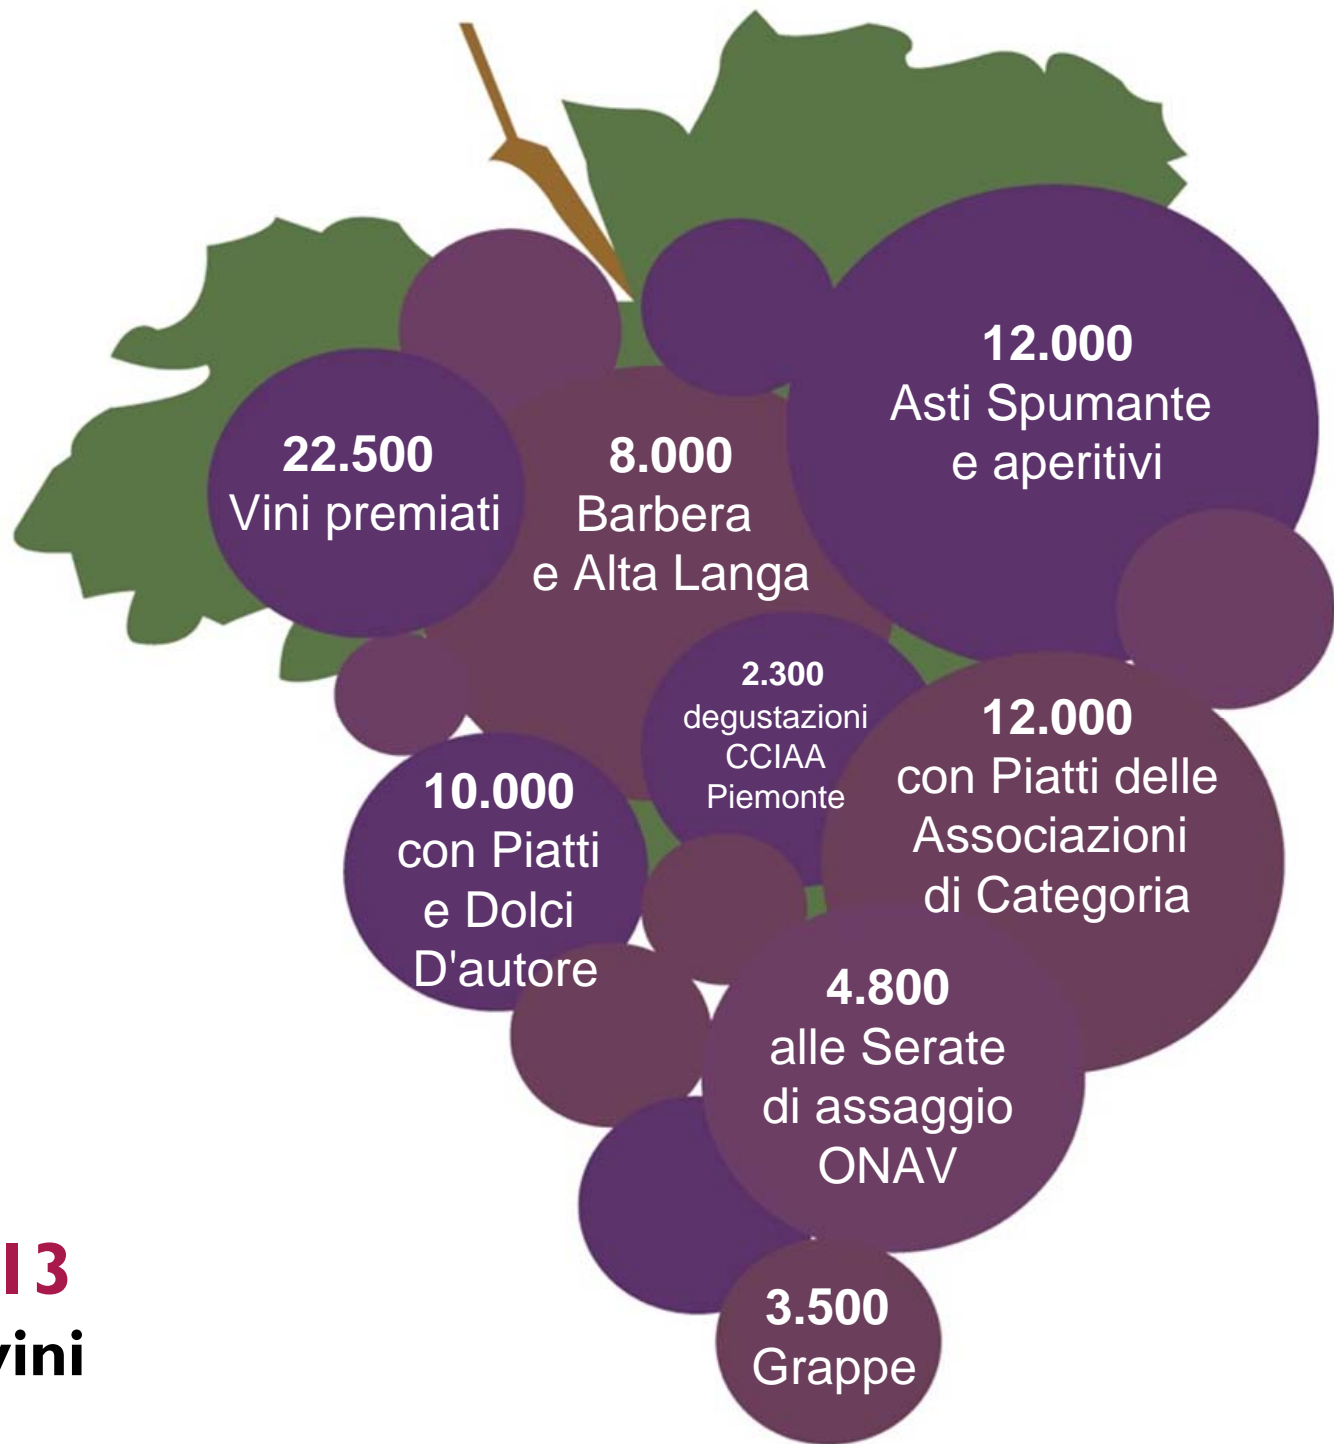 12.000
Asti Spumante
e aperitivi
22.500
Vini premiati
8.000
Barbera
e Alta Langa
2.300
degustazioni
CCIAA
Piemonte
12.000
con Piatti delle
Associazioni
di Categoria
10.000
con Piatti
e Dolci
D'autore
4.800
alle Serate
di assaggio
ONAV
3.500
Grappe
13
vini